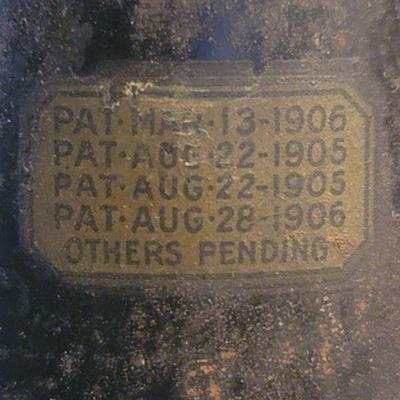 PAT·MAR·13-1906
PAT·AUG·22-1905
PAT·AUG·22-1905
PAT·AUG·28-1906
OTHERS PENDING